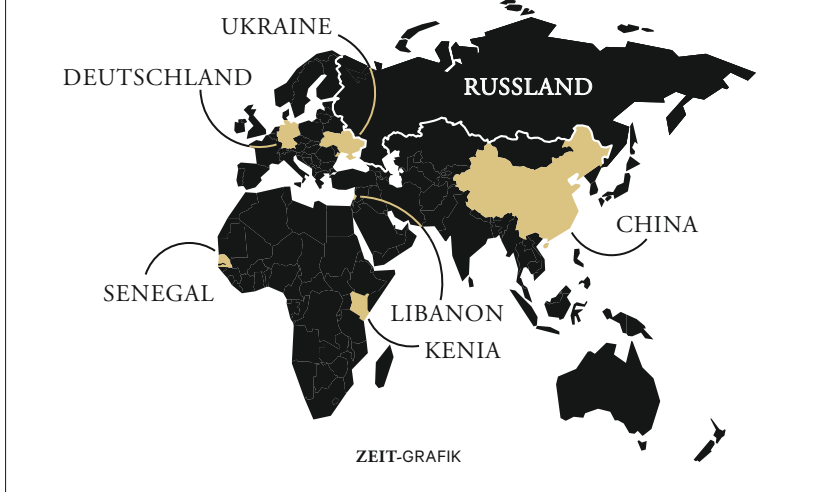 UKRAINE
DEUTSCHLAND
RUSSLAND
CHINA
SENEGAL
LIBANON
KENIA
ZEIT-GRAFIK